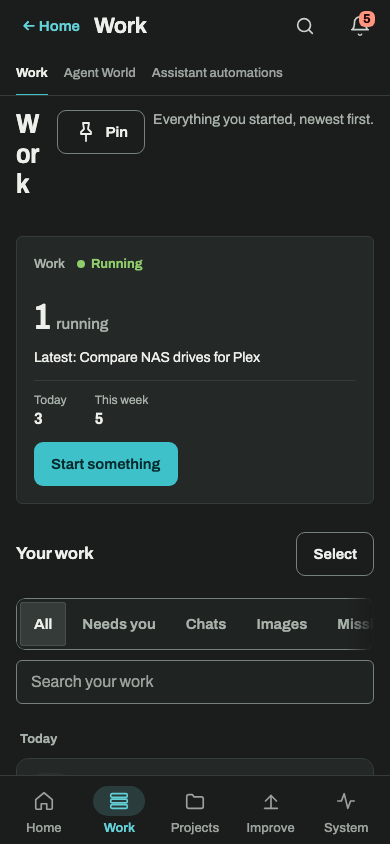 Home Work
5
Work Agent World Assistant automations
W
or
k
Pin
Everything you started, newest first.
Work Running
1 running
Latest: Compare NAS drives for Plex
Today This week
3 5
Start something
Your work
Select
All Needs you Chats Images Miss
Search your work
Today
Home Work Projects Improve System